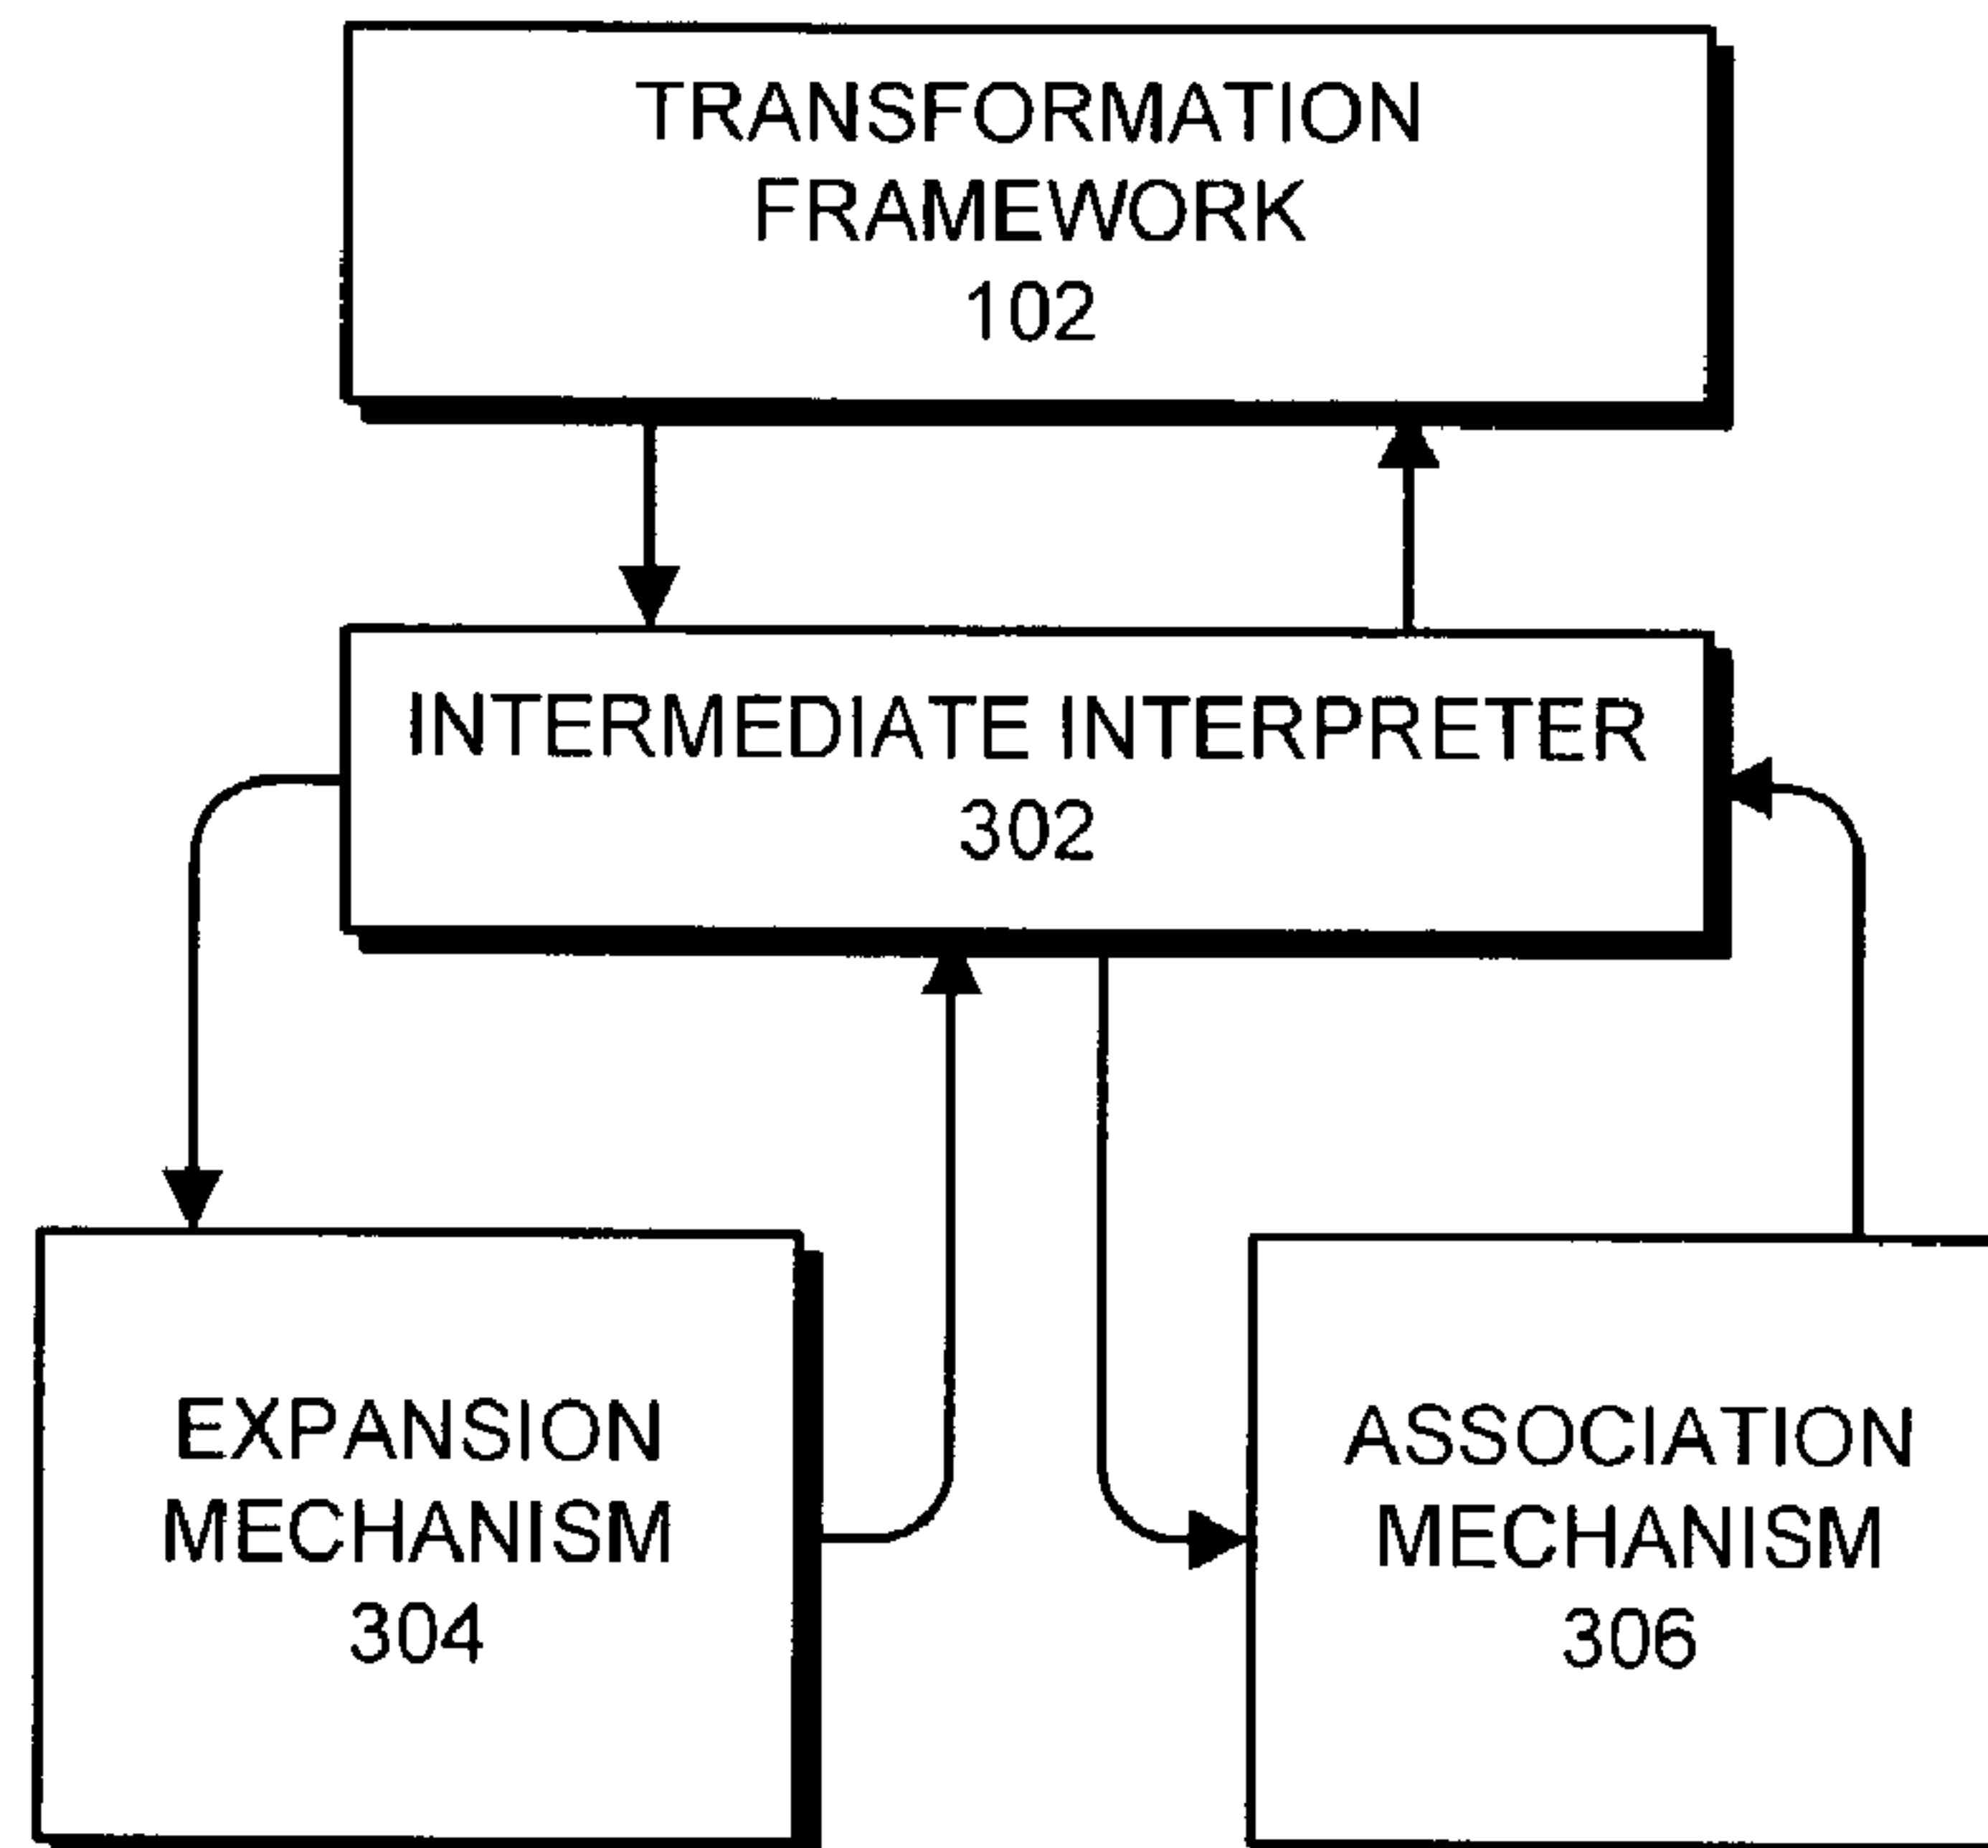 TRANSFORMATION
FRAMEWORK
102
INTERMEDIATE INTERPRETER
302
EXPANSION
MECHANISM
304
ASSOCIATION
MECHANISM
306